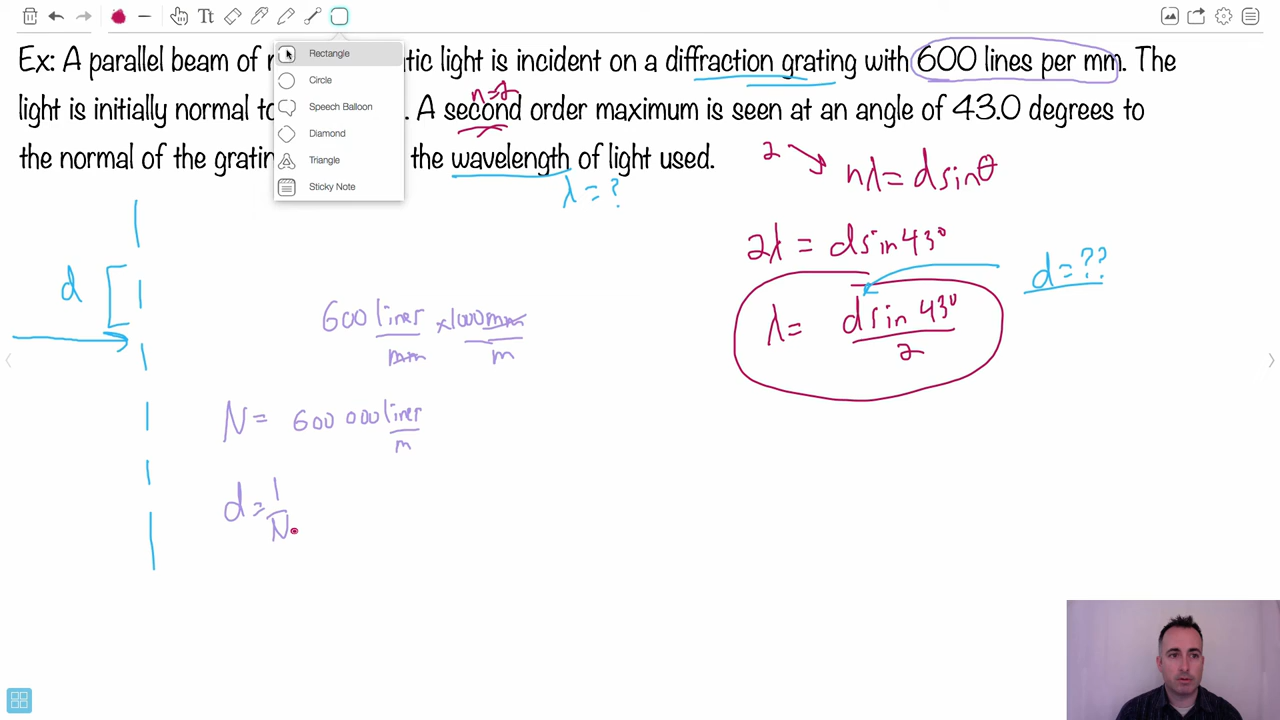 Tt
Ex: A parallel beam of tic light is incident on a diffraction grating with 600 lines per mm. The
n=2
light is initially normal to . A second order maximum is seen at an angle of 43.0 degrees to
the normal of the gratin the wavelength of light used.
Rectangle
Circle
Speech Balloon
Diamond
Triangle
Sticky Note
λ = ?
2
nλ = dsinθ
2λ = dsin43°
d = ??
λ = dsin43°
2
d
600 lines x1000mm
mm m
N = 600 000 lines
m
d = 1
N